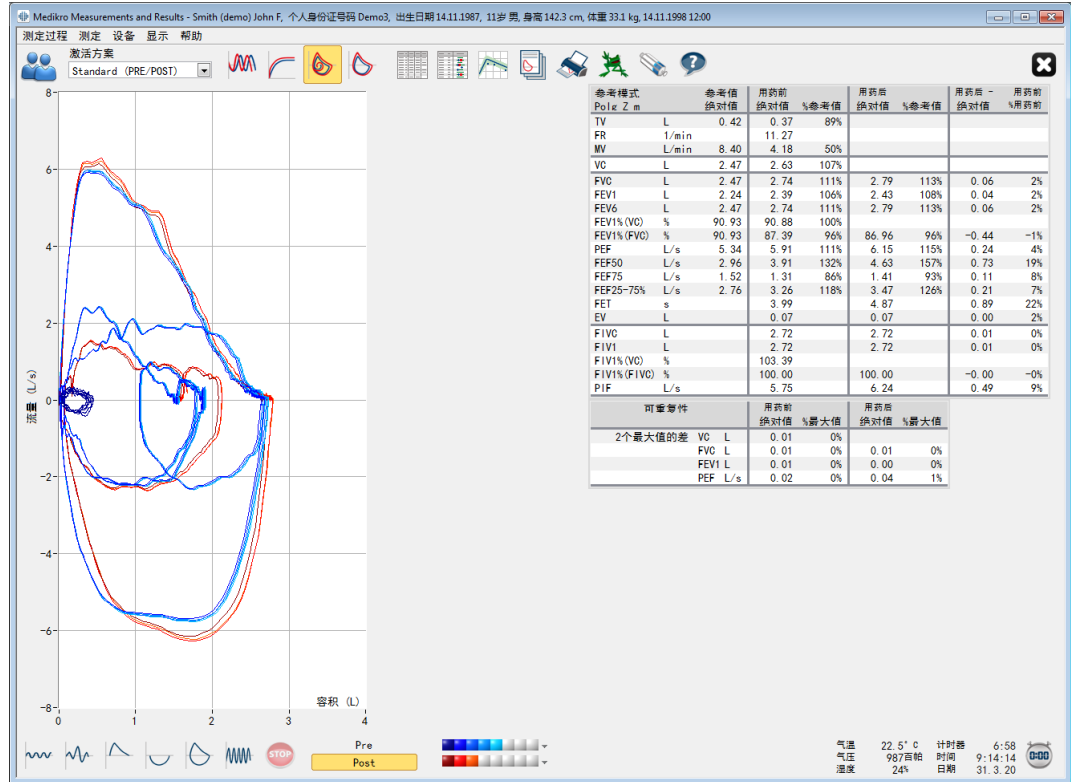 Medikro Measurements and Results - Smith (demo) John F, 个人身份证号码 Demo3, 出生日期 14.11.1987, 11岁 男, 身高 142.3 cm, 体重 33.1 kg, 14.11.1998 12:00
测定过程 测定 设备 显示 帮助
激活方案
Standard (PRE/POST)
参考模式 参考值 用药前 用药后 用药后 - 用药前
Polg Z m 绝对值 绝对值 %参考值 绝对值 %参考值 绝对值 %用药前
TV L 0.42 0.37 89%
FR 1/min 11.27
MV L/min 8.40 4.18 50%
VC L 2.47 2.63 107%
FVC L 2.47 2.74 111% 2.79 113% 0.06 2%
FEV1 L 2.24 2.39 106% 2.43 108% 0.04 2%
FEV6 L 2.47 2.74 111% 2.79 113% 0.06 2%
FEV1%(VC) % 90.93 90.88 100%
FEV1%(FVC) % 90.93 87.39 96% 86.96 96% -0.44 -1%
PEF L/s 5.34 5.91 111% 6.15 115% 0.24 4%
FEF50 L/s 2.96 3.91 132% 4.63 157% 0.73 19%
FEF75 L/s 1.52 1.31 86% 1.41 93% 0.11 8%
FEF25-75% L/s 2.76 3.26 118% 3.47 126% 0.21 7%
FET s 3.99 4.87 0.89 22%
EV L 0.07 0.07 0.00 2%
FIVC L 2.72 2.72 0.01 0%
FIV1 L 2.72 2.72 0.01 0%
FIV1%(VC) % 103.39
FIV1%(FIVC) % 100.00 100.00 -0.00 -0%
PIF L/s 5.75 6.24 0.49 9%
可重复性 用药前 用药后
绝对值 %最大值 绝对值 %最大值
2个最大值的差 VC L 0.01 0%
FVC L 0.01 0% 0.01 0%
FEV1 L 0.01 0% 0.00 0%
PEF L/s 0.02 0% 0.04 1%
8
6
4
2
0
-2
-4
-6
-8
流量 (L/s)
容积 (L)
0 1 2 3 4
STOP
Pre
Post
气温 22.5° C 计时器 6:58
气压 987百帕 时间 9:14:14
湿度 24% 日期 31.3.20
0:00